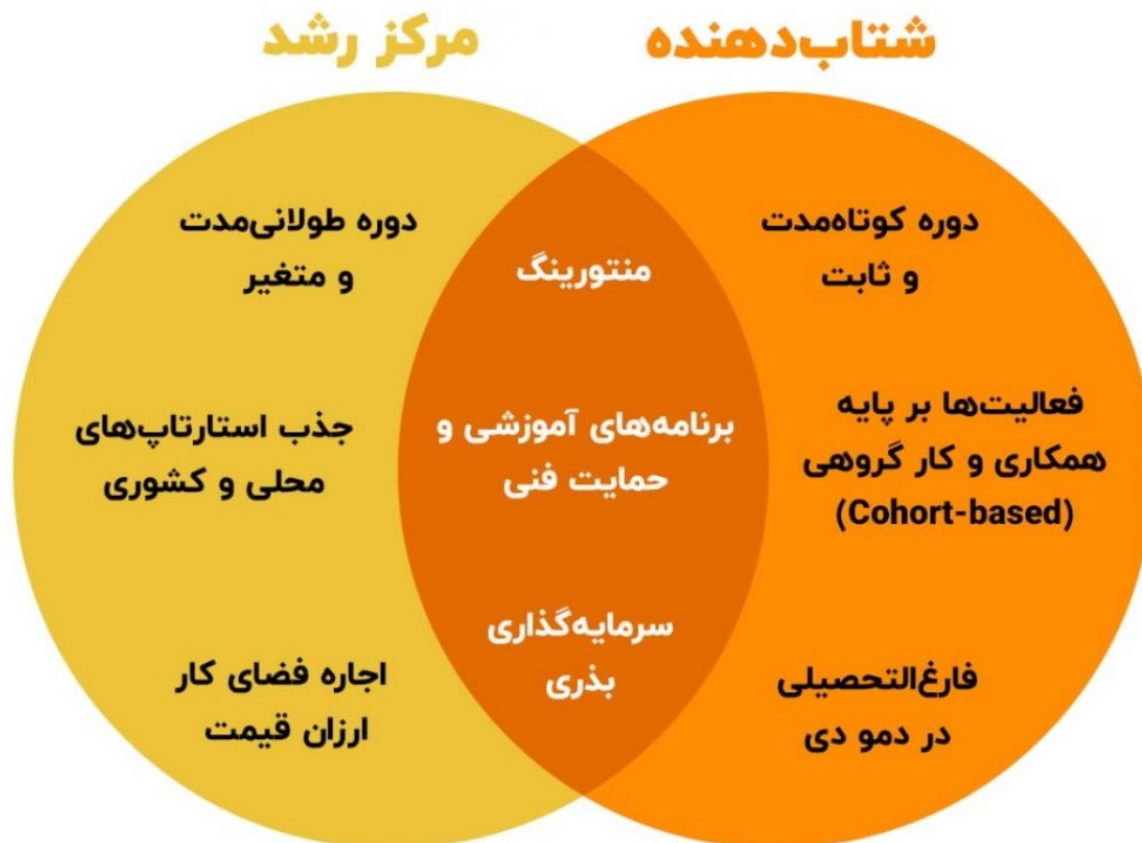 شتاب‌دهنده
مرکز رشد
دوره کوتاه‌مدت
و ثابت
فعالیت‌ها بر پایه
همکاری و کار گروهی
(Cohort-based)
فارغ‌التحصیلی
در دمو دی
منتورینگ
برنامه‌های آموزشی و
حمایت فنی
سرمایه‌گذاری
بذری
دوره طولانی‌مدت
و متغیر
جذب استارتاپ‌های
محلی و کشوری
اجاره فضای کار
ارزان قیمت